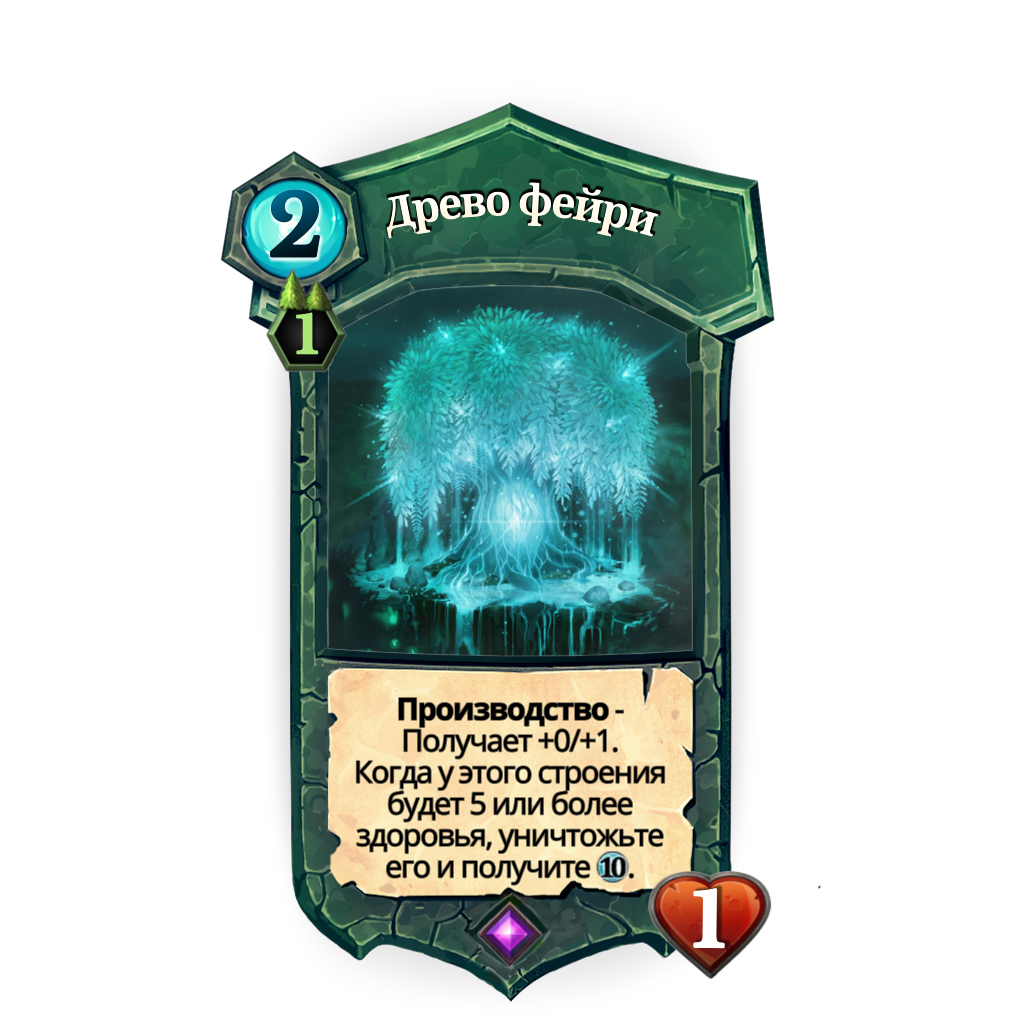 2
Древо фейри
1
Производство -
Получает +0/+1.
Когда у этого строения
будет 5 или более
здоровья, уничтожьте
его и получите 10.
1